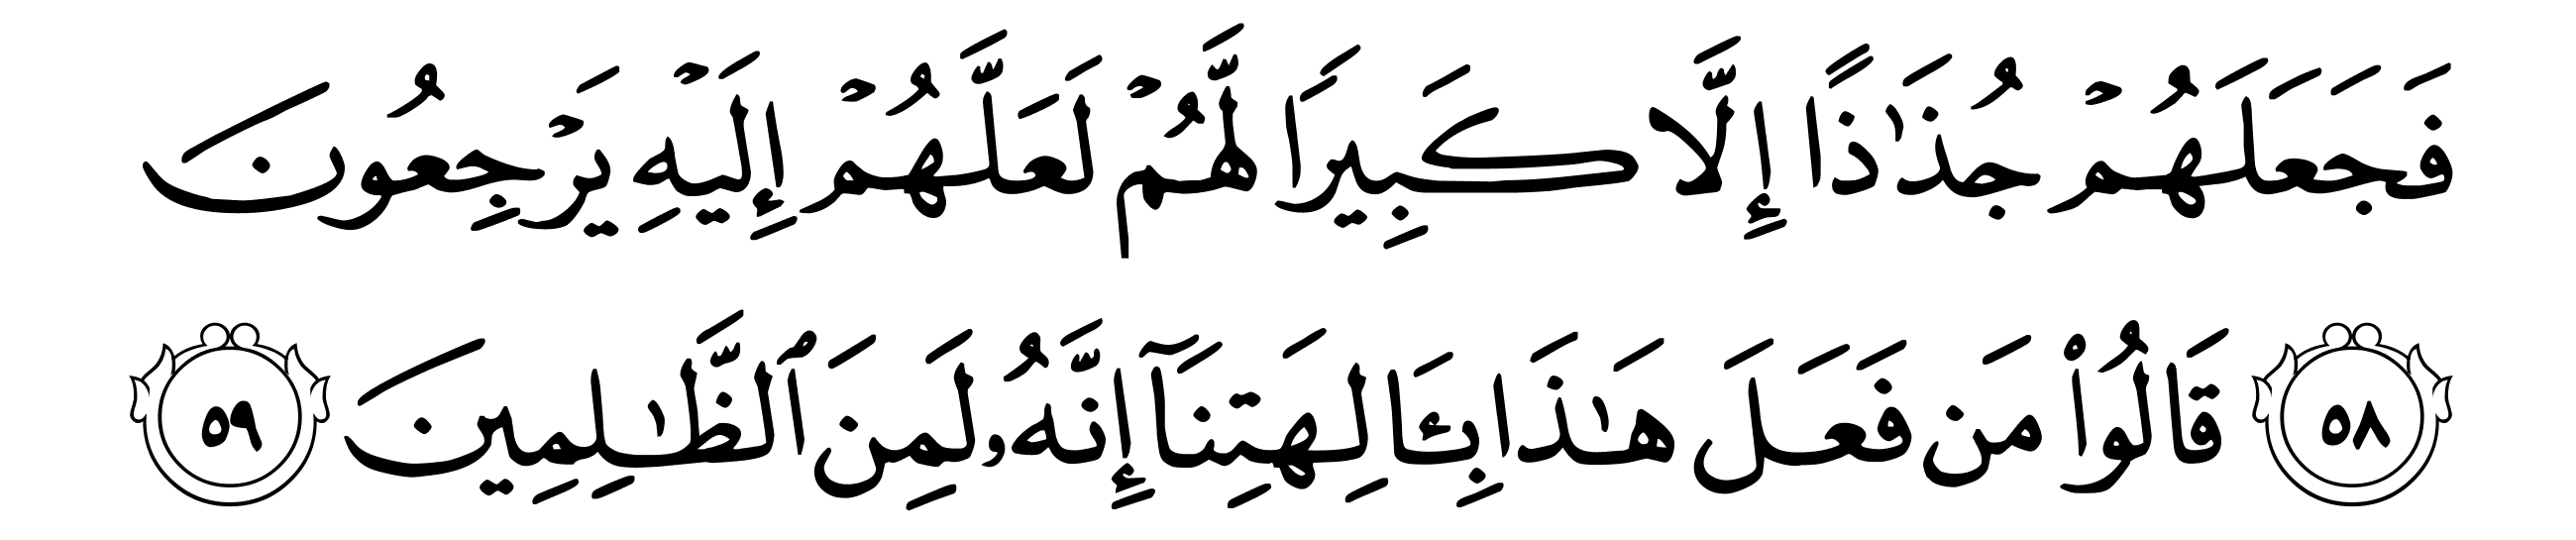 فَجَعَلَهُمْ جُذَٰذًا إِلَّا كَبِيرًا لَّهُمْ لَعَلَّهُمْ إِلَيْهِ يَرْجِعُونَ
٥٨ قَالُوا۟ مَن فَعَلَ هَـٰذَا بِـَٔالِهَتِنَآ إِنَّهُۥ لَمِنَ ٱلظَّـٰلِمِينَ ٥٩